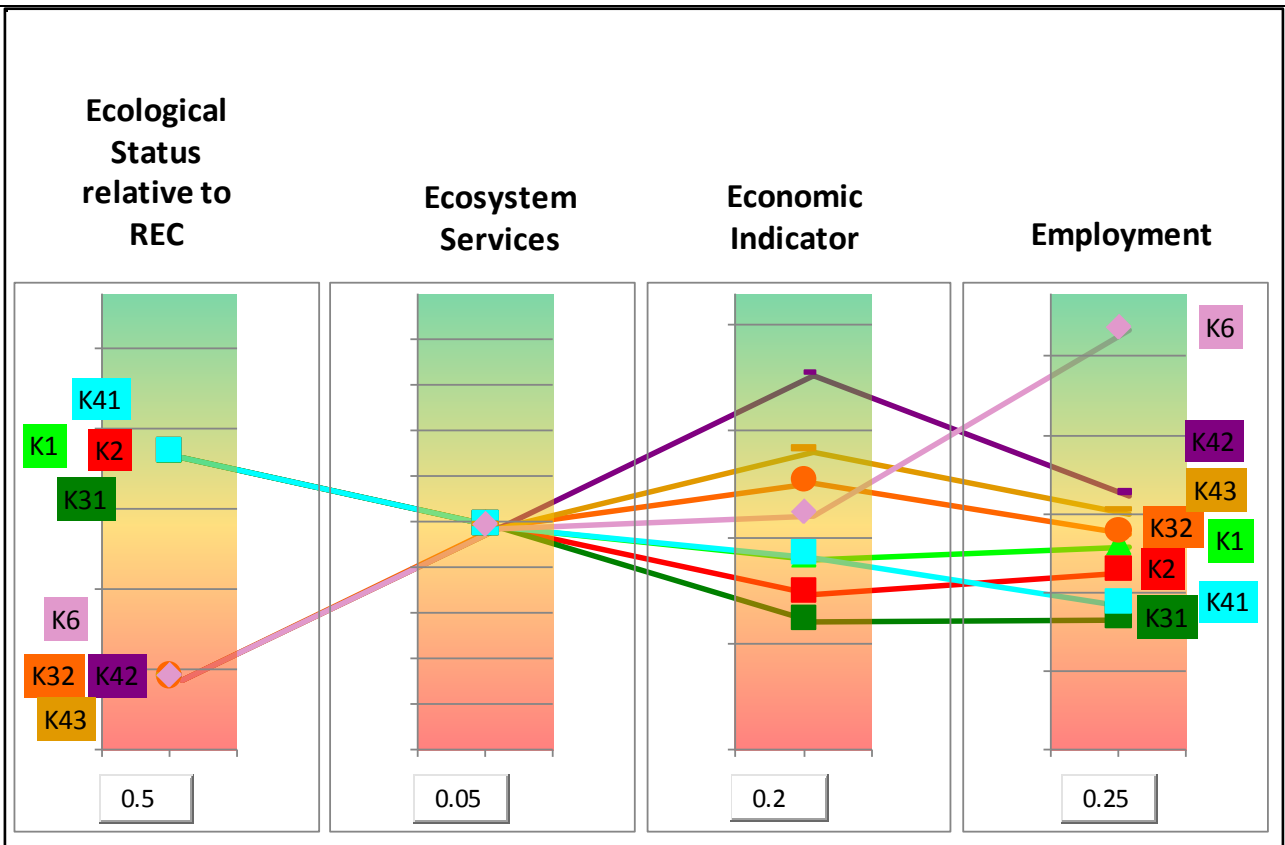 Ecological
Status
relative to
REC
Ecosystem
Services
Economic
Indicator
Employment
K41
K1
K2
K31
K6
K32
K42
K43
K6
K42
K43
K32
K1
K2
K41
K31
0.5
0.05
0.2
0.25